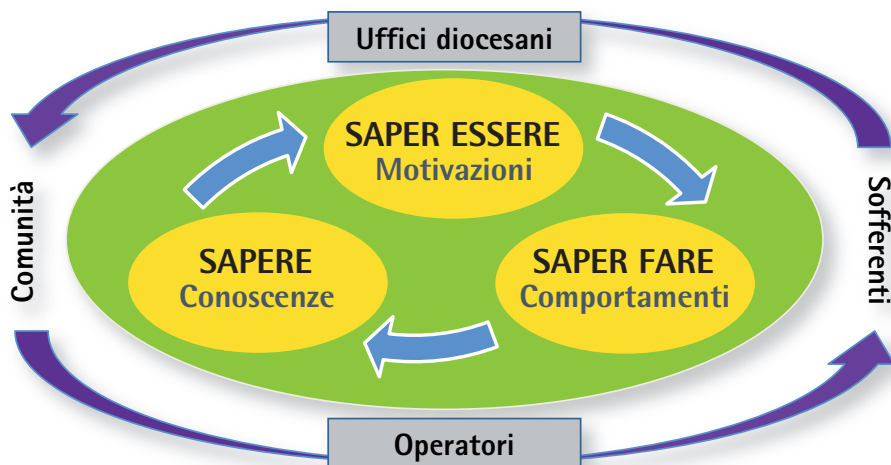 Uffici diocesani
SAPER ESSERE
Motivazioni
Comunità
Sofferenti
SAPERE
Conoscenze
SAPER FARE
Comportamenti
Operatori